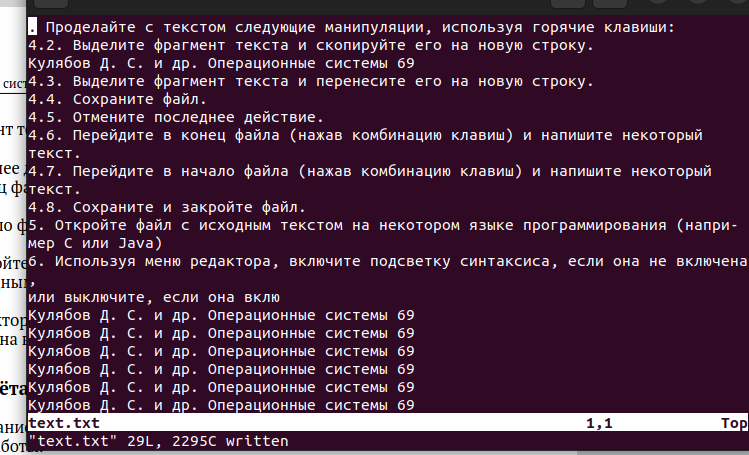 . Проделайте с текстом следующие манипуляции, используя горячие клавиши:
4.2. Выделите фрагмент текста и скопируйте его на новую строку.
Кулябов Д. С. и др. Операционные системы 69
4.3. Выделите фрагмент текста и перенесите его на новую строку.
4.4. Сохраните файл.
4.5. Отмените последнее действие.
4.6. Перейдите в конец файла (нажав комбинацию клавиш) и напишите некоторый
текст.
4.7. Перейдите в начало файла (нажав комбинацию клавиш) и напишите некоторый
текст.
4.8. Сохраните и закройте файл.
5. Откройте файл с исходным текстом на некотором языке программирования (напри-
мер C или Java)
6. Используя меню редактора, включите подсветку синтаксиса, если она не включена
,
или выключите, если она вклю
Кулябов Д. С. и др. Операционные системы 69
Кулябов Д. С. и др. Операционные системы 69
Кулябов Д. С. и др. Операционные системы 69
Кулябов Д. С. и др. Операционные системы 69
Кулябов Д. С. и др. Операционные системы 69
Кулябов Д. С. и др. Операционные системы 69
text.txt 1,1 Top
"text.txt" 29L, 2295C written